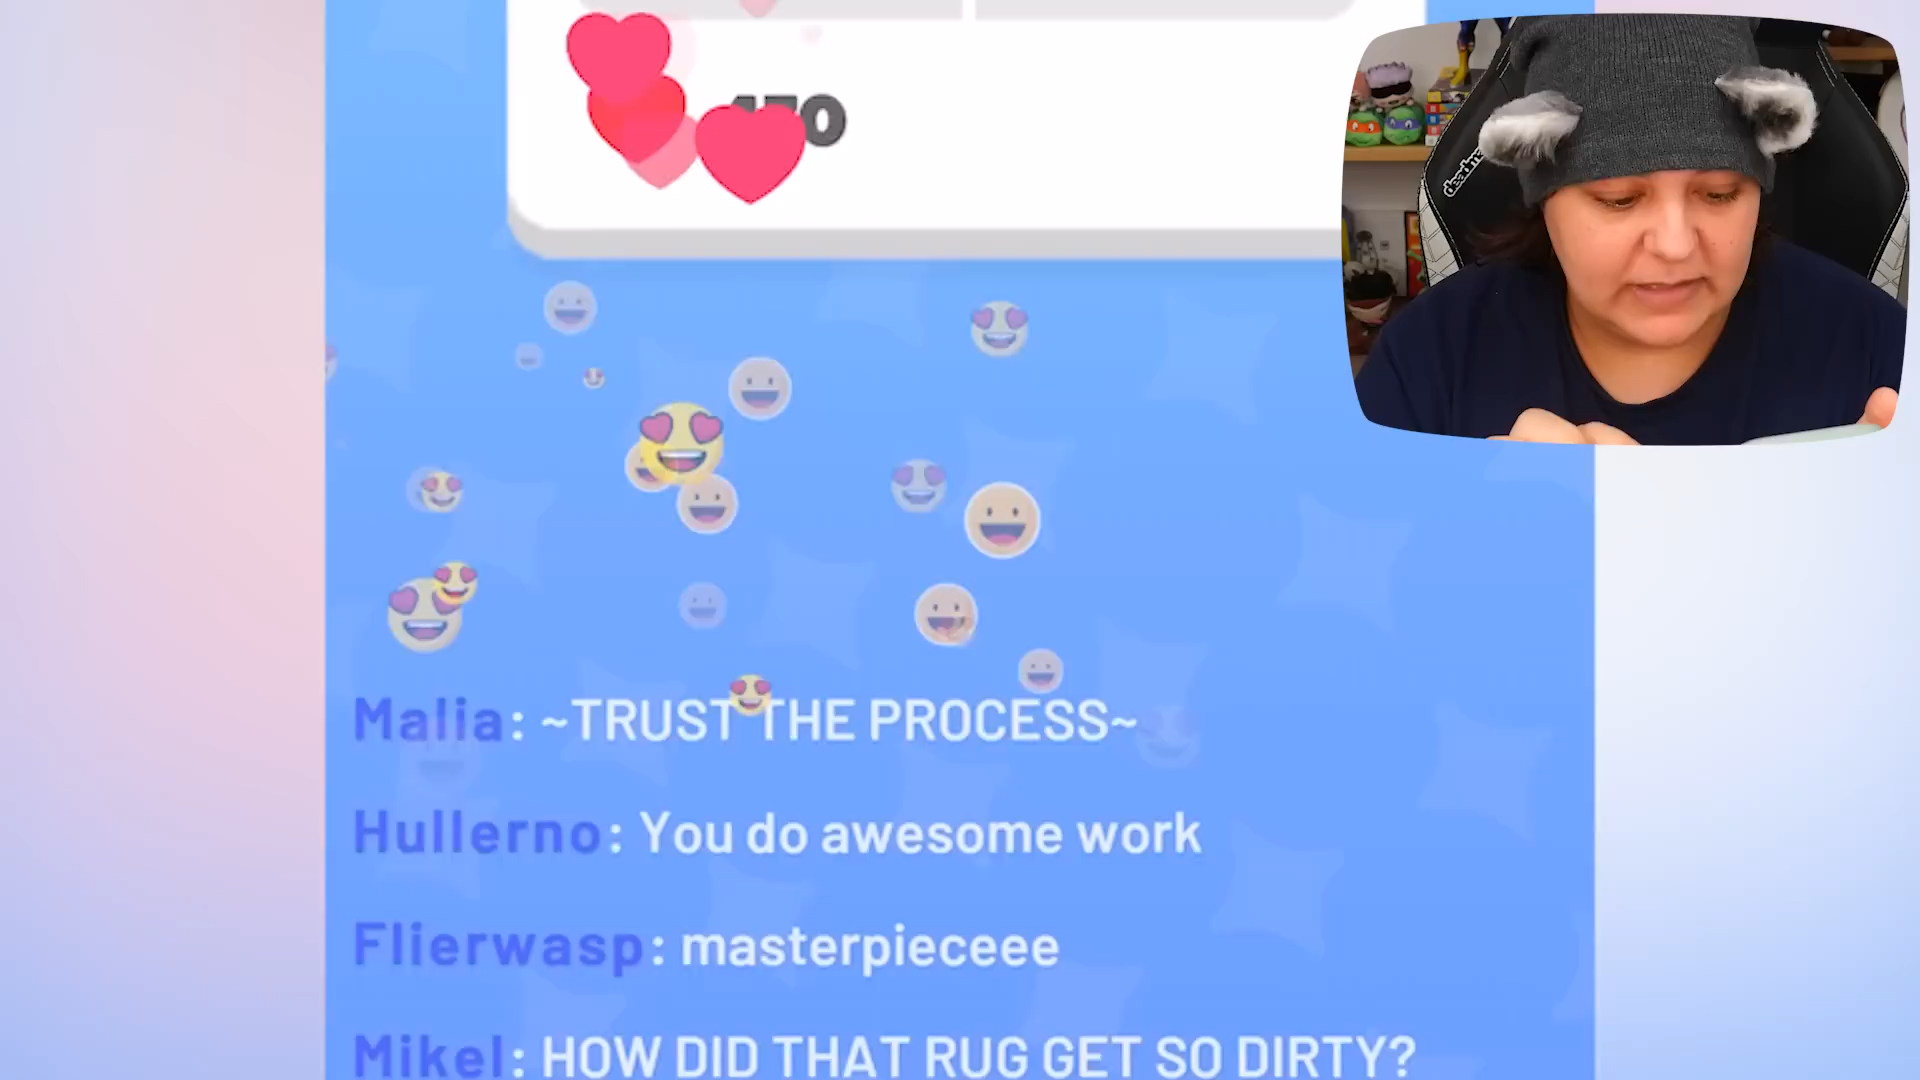 Malia: ~TRUST THE PROCESS~
Hullerno: You do awesome work
Flierwasp: masterpieceee
Mikel: HOW DID THAT RUG GET SO DIRTY?